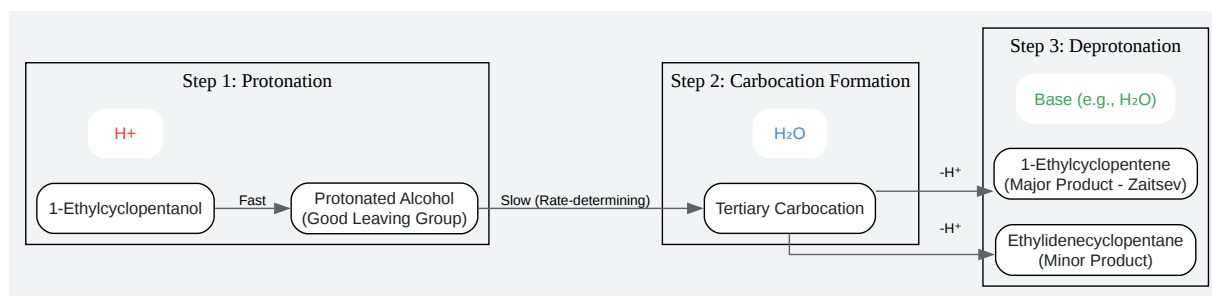 Step 1: Protonation
H+
1-Ethylcyclopentanol
Fast
Protonated Alcohol
(Good Leaving Group)
Slow (Rate-determining)
Step 2: Carbocation Formation
H₂O
Tertiary Carbocation
-H⁺
-H⁺
Step 3: Deprotonation
Base (e.g., H₂O)
1-Ethylcyclopentene
(Major Product - Zaitsev)
Ethylidenecyclopentane
(Minor Product)